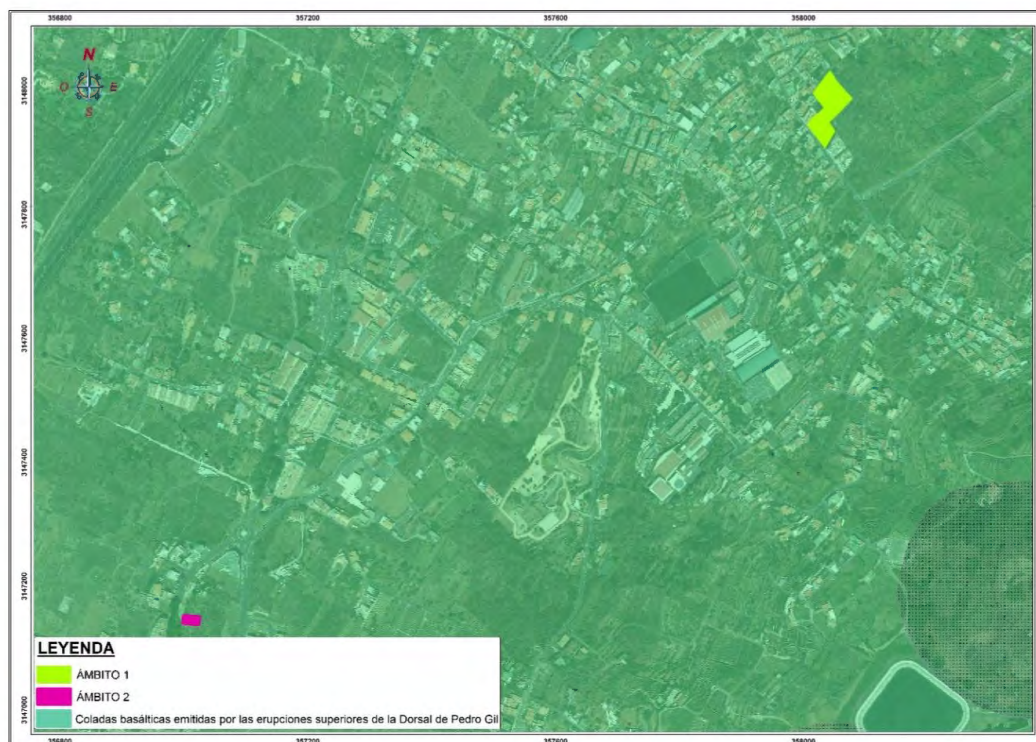 356800 357200 357600 358000
N
O E
S
3148000
3147800
3147600
3147400
3147200
3147000
LEYENDA
ÁMBITO 1
ÁMBITO 2
Coladas basálticas emitidas por las erupciones superiores de la Dorsal de Pedro Gil
356800 357200 357600 358000